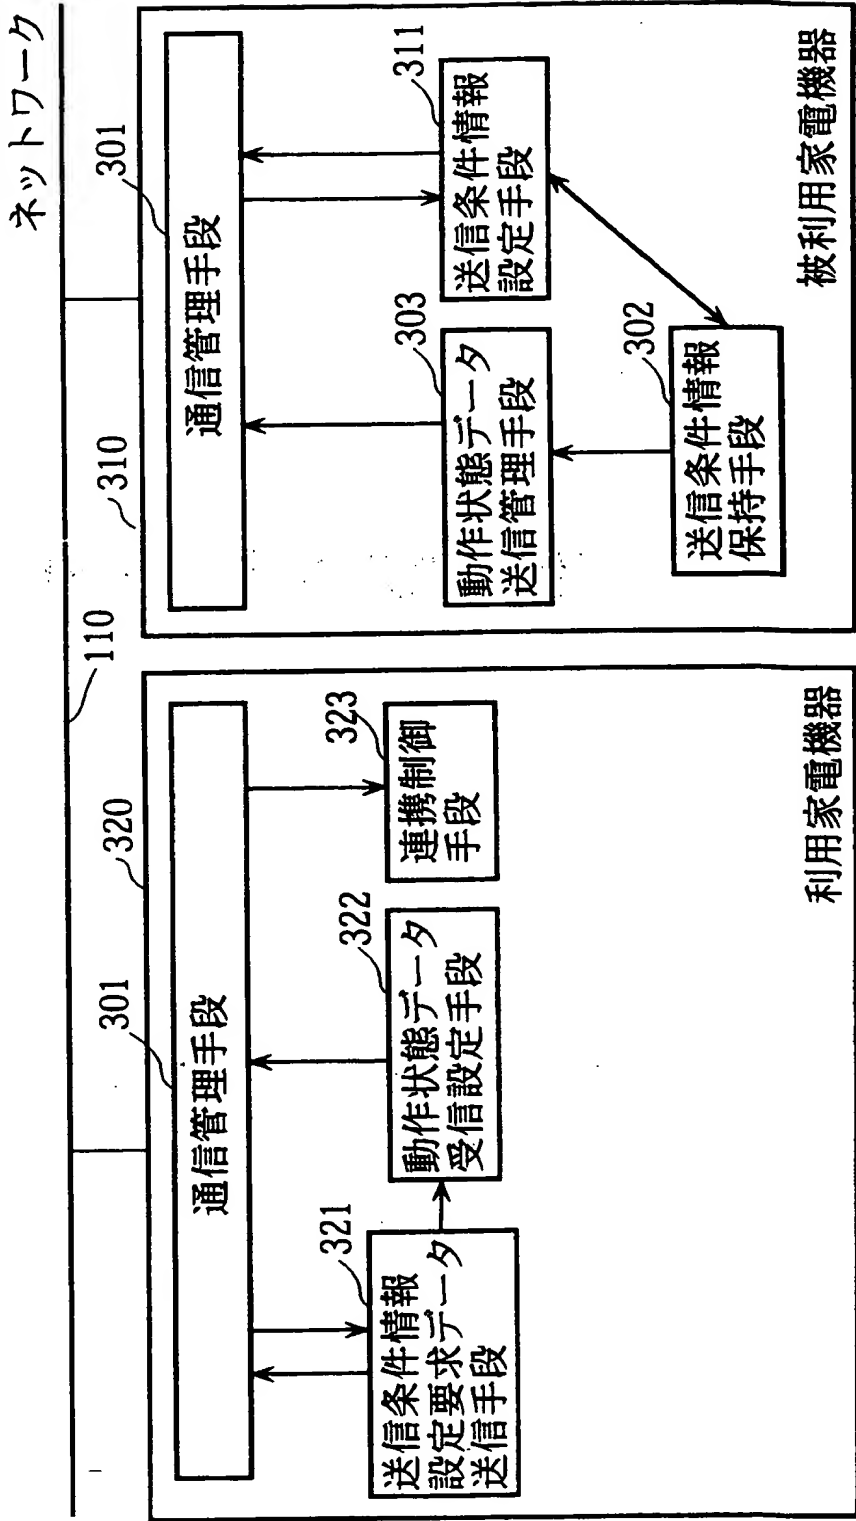 ネットワーク
110
320
301
通信管理手段
321
送信条件情報
設定要求データ
送信手段
322
動作状態データ
受信設定手段
323
連携制御
手段
利用家電機器
310
301
通信管理手段
303
動作状態データ
送信管理手段
311
送信条件情報
設定手段
302
送信条件情報
保持手段
被利用家電機器